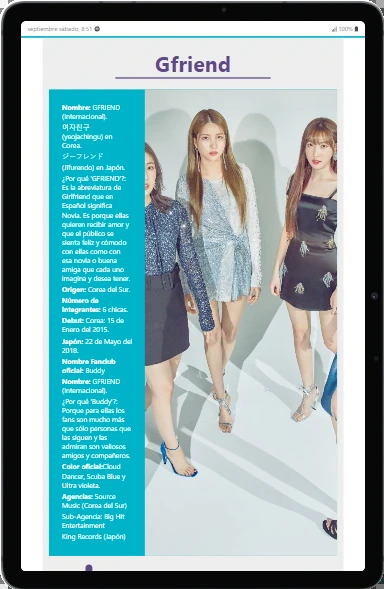 septiembre sábado, 8:51
100%
Gfriend
Nombre: GFRIEND
(Internacional).
여자친구
(yeojachingu) en
Corea.
ジーフレンド
(Jīfurendo) en Japón.
¿Por qué 'GFRIEND'?:
Es la abreviatura de
Girlfriend que en
Español significa
Novia. Es porque ellas
quieren recibir amor y
que el público se
sienta feliz y cómodo
con ellas como con
esa novia o buena
amiga que cada uno
imagina y desea tener.
Origen: Corea del Sur.
Número de
integrantes: 6 chicas.
Debut: Corea: 15 de
Enero del 2015.
Japón: 22 de Mayo del
2018.
Nombre Fanclub
oficial: Buddy
Nombre: GFRIEND
(Internacional).
¿Por qué 'Buddy'?:
Porque para ellas los
fans son mucho más
que sólo personas que
las siguen y las
admiran son valiosos
amigos y compañeros.
Color oficial:Cloud
Dancer, Scuba Blue y
Ultra violeta.
Agencias: Source
Music (Corea del Sur)
Sub-Agencia: Big Hit
Entertainment
King Records (Japón)